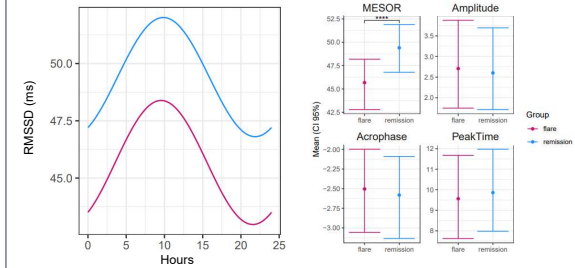 RMSSD (ms)
50.0
47.5
45.0
0 5 10 15 20 25
Hours
Mean (CI 95%)
MESOR
****
52.5
50.0
47.5
45.0
42.5
flare remission
Amplitude
3.5
3.0
2.5
2.0
flare remission
Acrophase
−2.00
−2.25
−2.50
−2.75
−3.00
flare remission
PeakTime
12
11
10
9
8
flare remission
Group
flare
remission